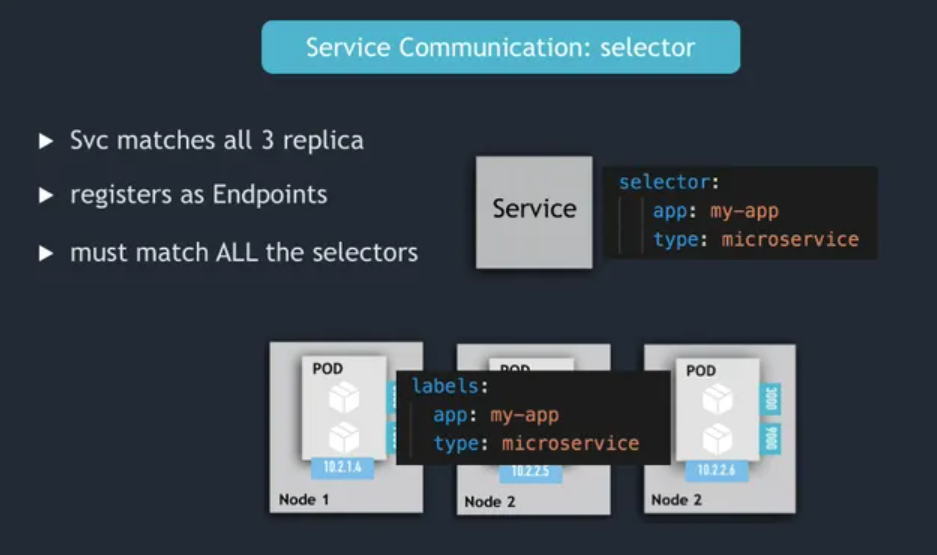 Service Communication: selector
▶ Svc matches all 3 replica
▶ registers as Endpoints
▶ must match ALL the selectors
Service
selector:
app: my-app
type: microservice
POD
POD
POD
labels:
app: my-app
type: microservice
3000
9000
10.2.1.4
10.2.2.5
10.2.2.6
Node 1
Node 2
Node 2